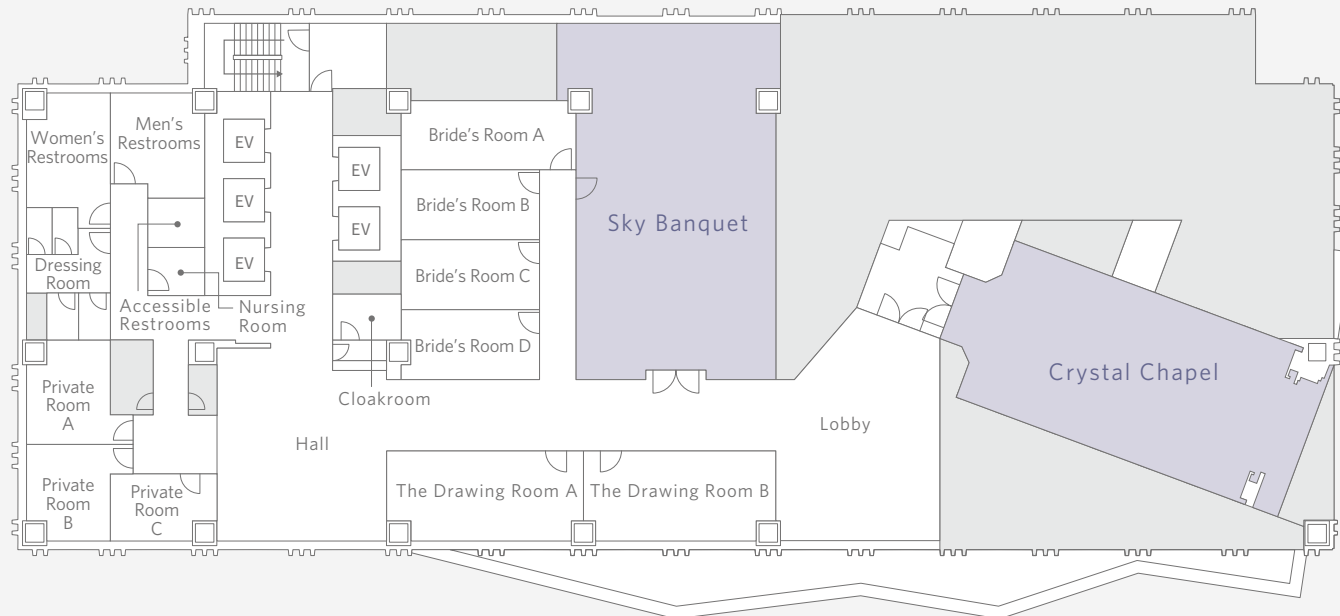 Women's
Restrooms
Men's
Restrooms
EV
EV
EV
EV
EV
Bride's Room A
Bride's Room B
Bride's Room C
Bride's Room D
Sky Banquet
Dressing
Room
Accessible
Restrooms
Nursing
Room
Cloakroom
Crystal Chapel
Private
Room
A
Private
Room
B
Private
Room
C
Hall
Lobby
The Drawing Room A
The Drawing Room B